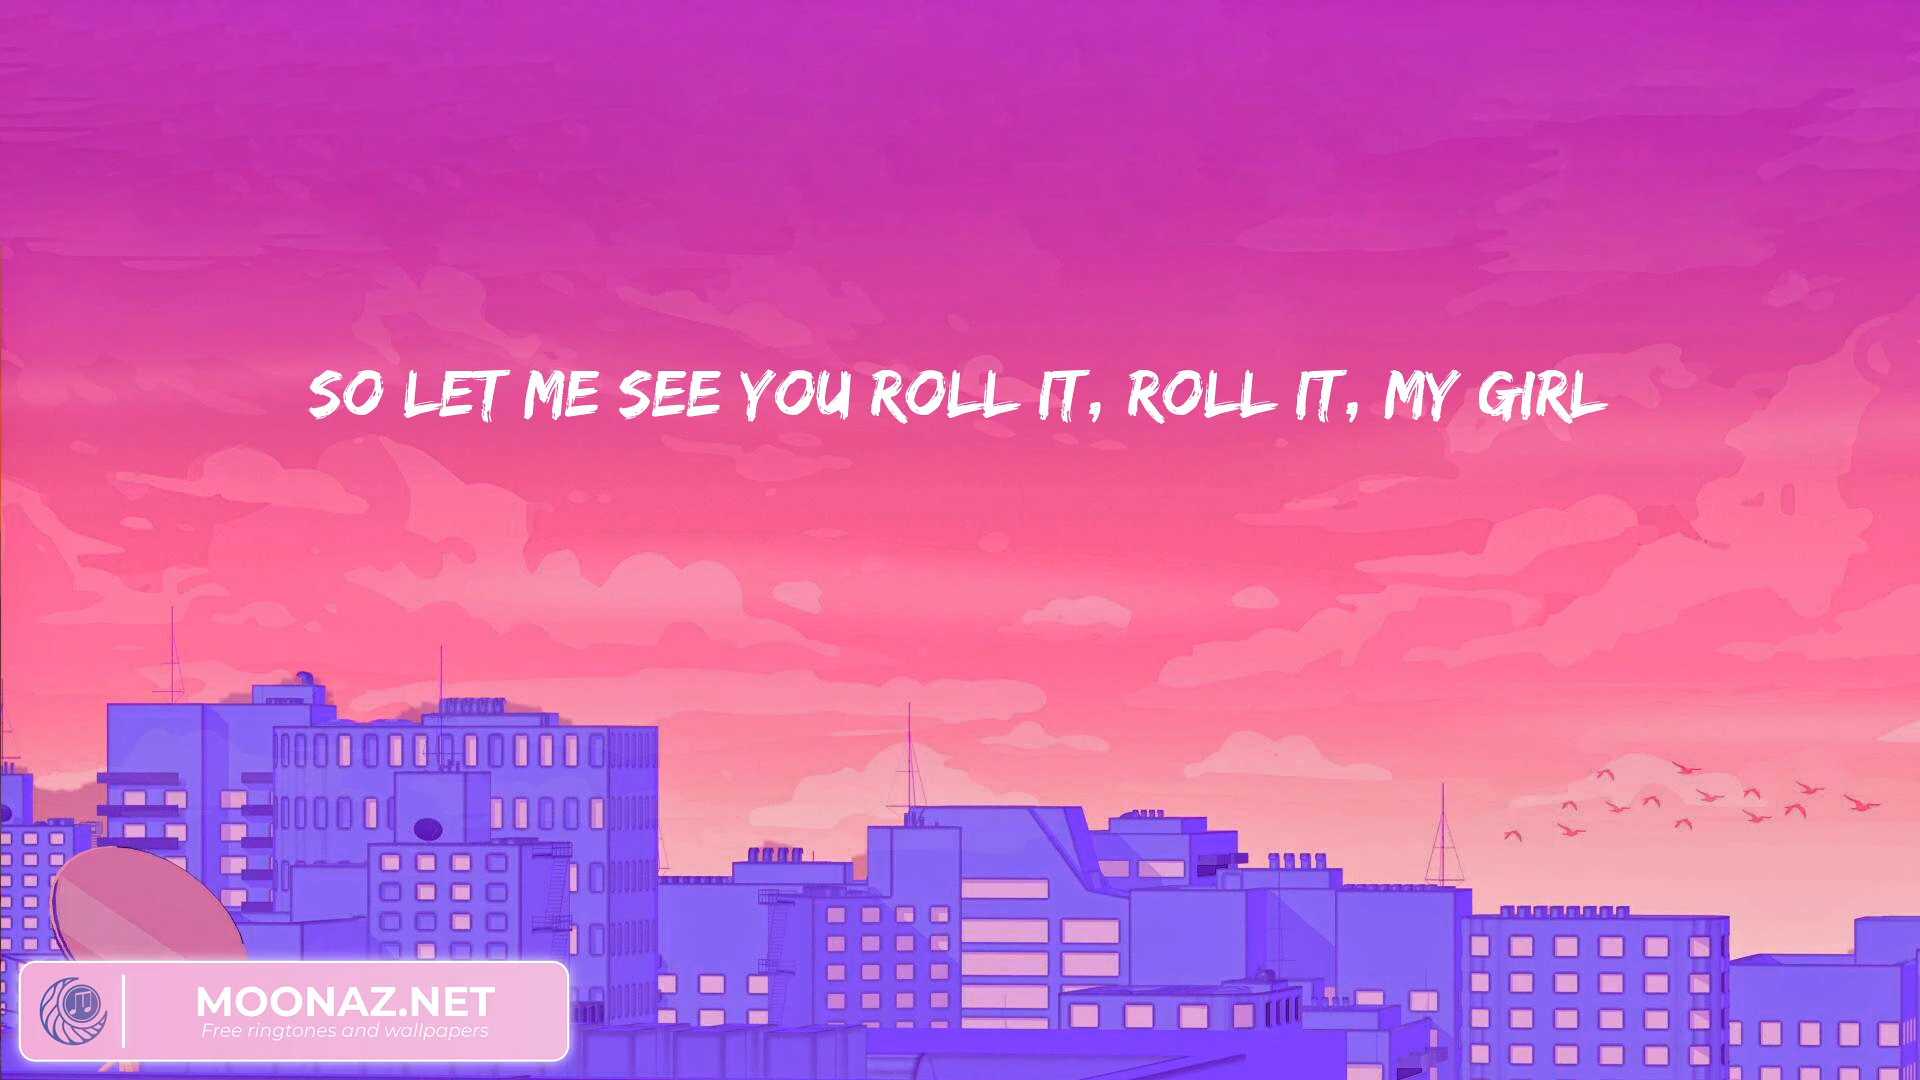 SO LET ME SEE YOU ROLL IT, ROLL IT, MY GIRL
MOONAZ.NET
Free ringtones and wallpapers